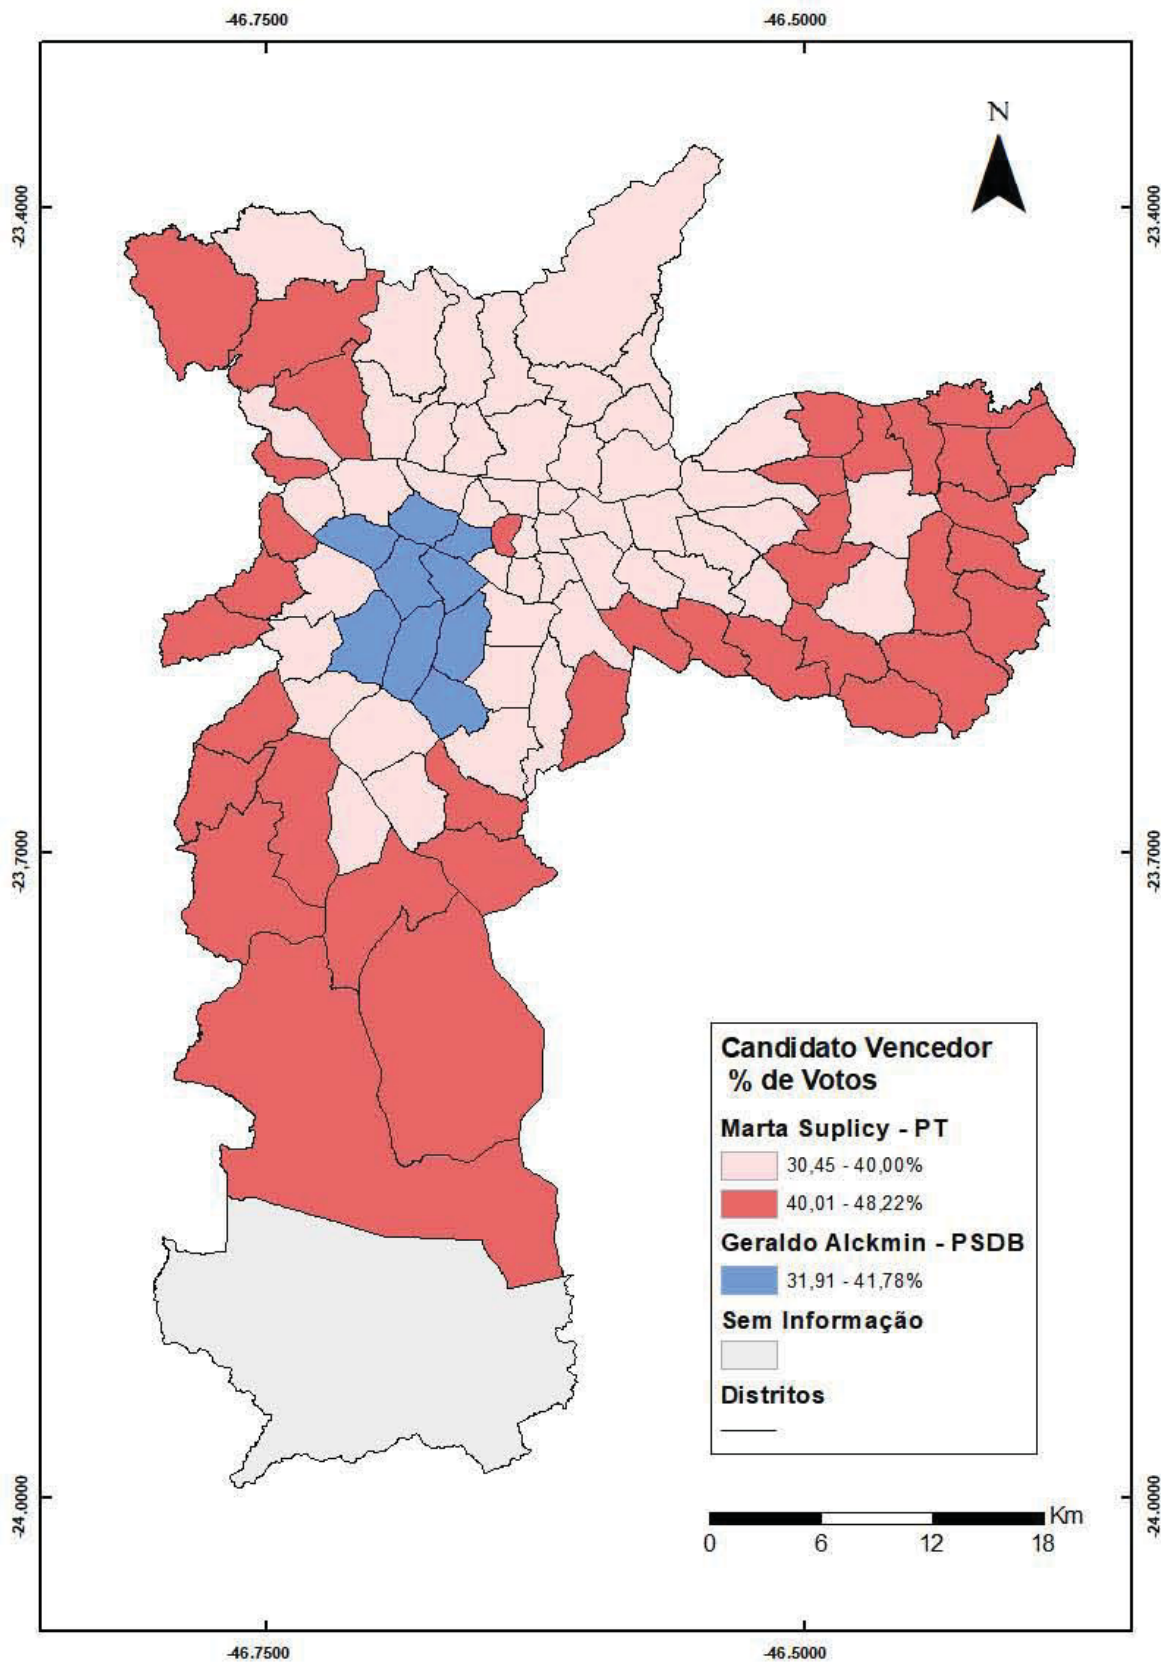 -46.7500
-46.5000
N
23,4000
-23.4000
Candidato Vencedor
% de Votos
Marta Suplicy - PT
30,45 - 40,00%
40,01 - 48,22%
Geraldo Alckmin - PSDB
31,91 - 41,78%
Sem Informação
Distritos
23,7000
-23.7000
-24.0000
-24.0000
Km
0
6
12
18
-46.7500
-46.5000